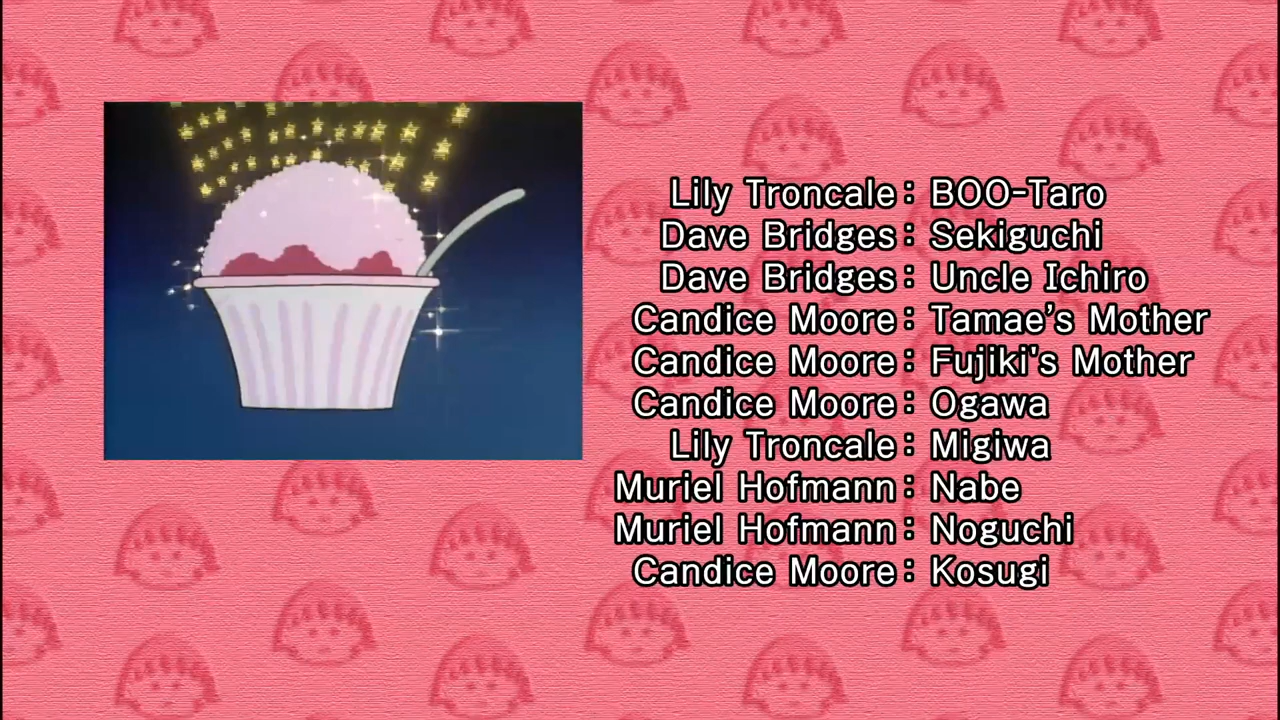 Lily Troncale: BOO-Taro
Dave Bridges: Sekiguchi
Dave Bridges: Uncle Ichiro
Candice Moore: Tamae’s Mother
Candice Moore: Fujiki's Mother
Candice Moore: Ogawa
Lily Troncale: Migiwa
Muriel Hofmann: Nabe
Muriel Hofmann: Noguchi
Candice Moore: Kosugi